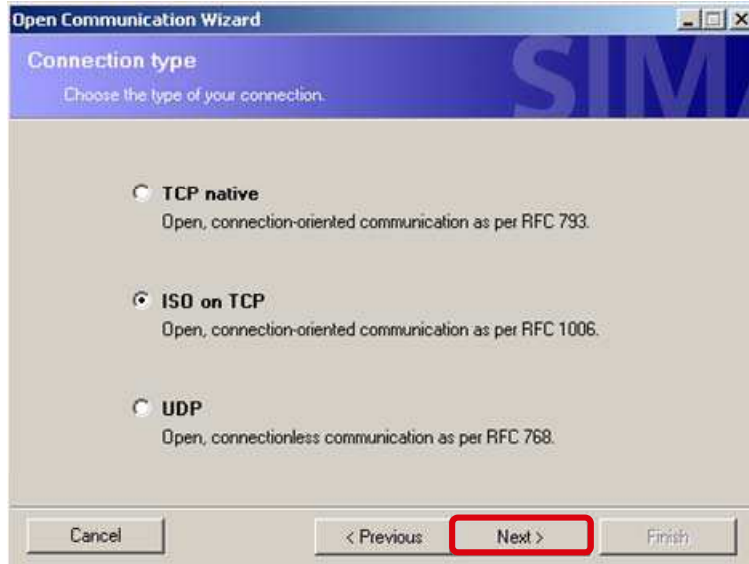 Open Communication Wizard
Connection type
Choose the type of your connection.
SIMA
TCP native
Open, connection-oriented communication as per RFC 793.
ISO on TCP
Open, connection-oriented communication as per RFC 1006.
UDP
Open, connectionless communication as per RFC 768.
Cancel
< Previous
Next >
Finish